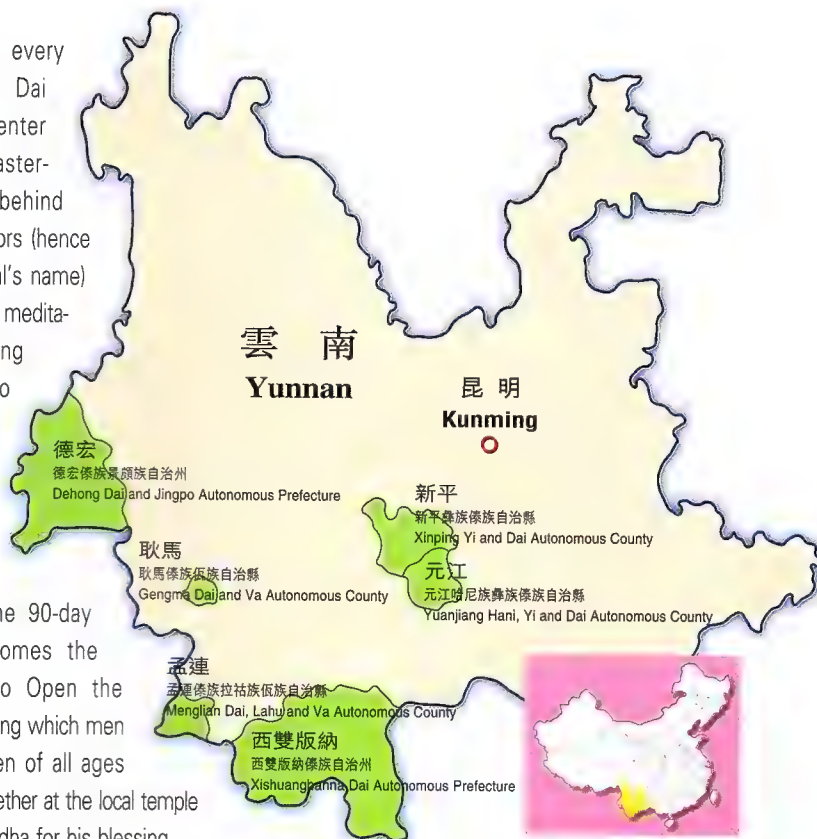 every
Dai
enter
aster-
behind
ors (hence
al's name)
medita-
ng
o
雲南
Yunnan
昆明
Kunming
德宏
德宏傣族景頗族自治州
Dehong Dai and Jingpo Autonomous Prefecture
新平
新平彝族傣族自治縣
Xinping Yi and Dai Autonomous County
耿馬
耿馬傣族佤族自治縣
Gengma Dai and Va Autonomous County
元江
元江哈尼族彝族傣族自治縣
Yuanjiang Hani, Yi and Dai Autonomous County
孟連
孟連傣族拉祜族佤族自治縣
Menglian Dai, Lahu and Va Autonomous County
西雙版納
西雙版納傣族自治州
Xishuangbanna Dai Autonomous Prefecture
ne 90-day
omes the
o Open the
ng which men
en of all ages
ether at the local temple
dha for his blessing